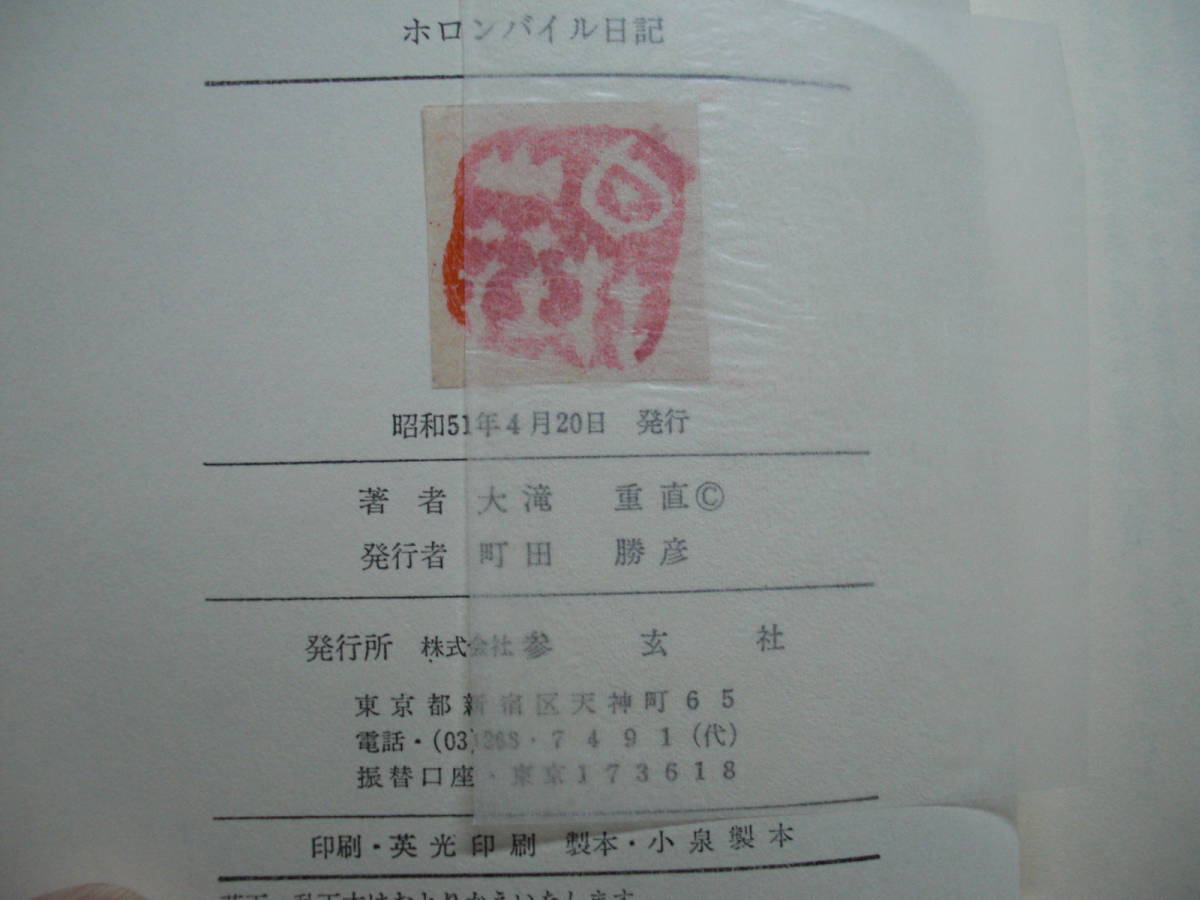 ホロンバイル日記
昭和51年4月20日 発行
著者 大滝 重直Ⓒ
発行者 町田 勝彦
発行所 株式会社 参玄社
東京都新宿区天神町65
電話・(03)268・7491(代)
振替口座・東京173618
印刷・英光印刷 製本・小泉製本